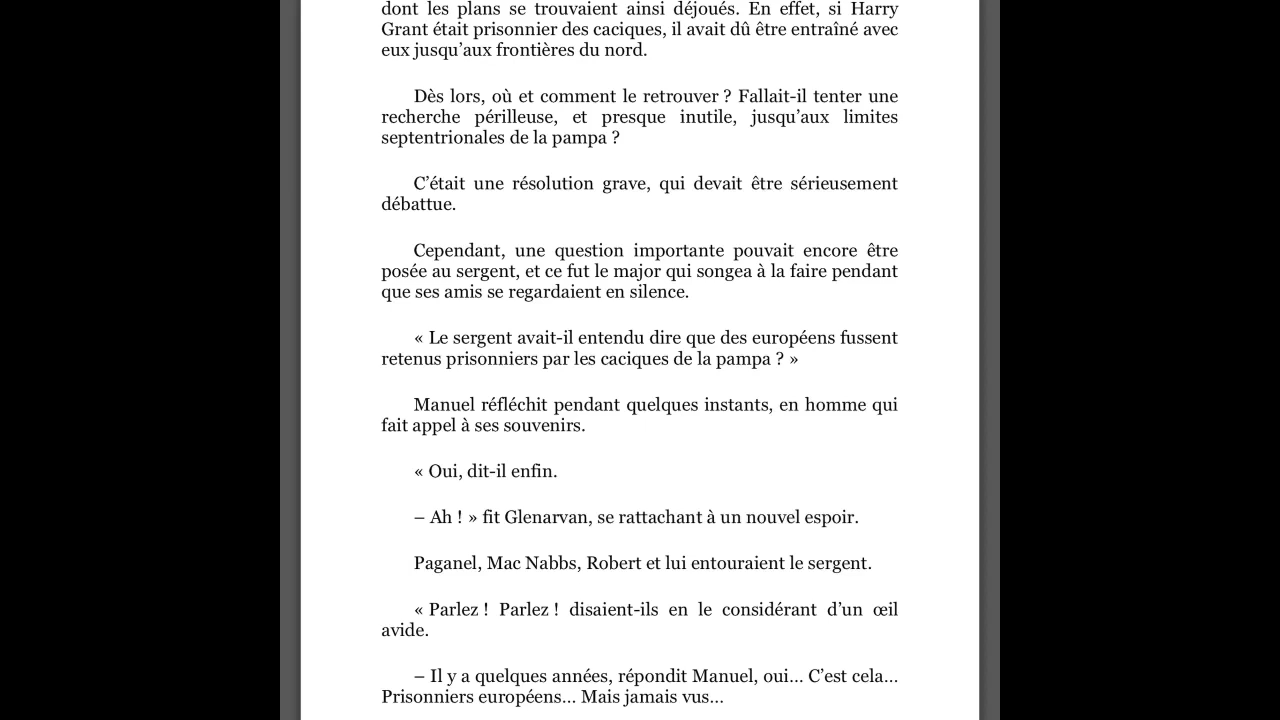 dont les plans se trouvaient ainsi déjoués. En effet, si Harry
Grant était prisonnier des caciques, il avait dû être entraîné avec
eux jusqu’aux frontières du nord.
Dès lors, où et comment le retrouver ? Fallait-il tenter une
recherche périlleuse, et presque inutile, jusqu’aux limites
septentrionales de la pampa ?
C’était une résolution grave, qui devait être sérieusement
débattue.
Cependant, une question importante pouvait encore être
posée au sergent, et ce fut le major qui songea à la faire pendant
que ses amis se regardaient en silence.
« Le sergent avait-il entendu dire que des européens fussent
retenus prisonniers par les caciques de la pampa ? »
Manuel réfléchit pendant quelques instants, en homme qui
fait appel à ses souvenirs.
« Oui, dit-il enfin.
– Ah ! » fit Glenarvan, se rattachant à un nouvel espoir.
Paganel, Mac Nabbs, Robert et lui entouraient le sergent.
« Parlez ! Parlez ! disaient-ils en le considérant d’un œil
avide.
– Il y a quelques années, répondit Manuel, oui… C’est cela…
Prisonniers européens… Mais jamais vus…